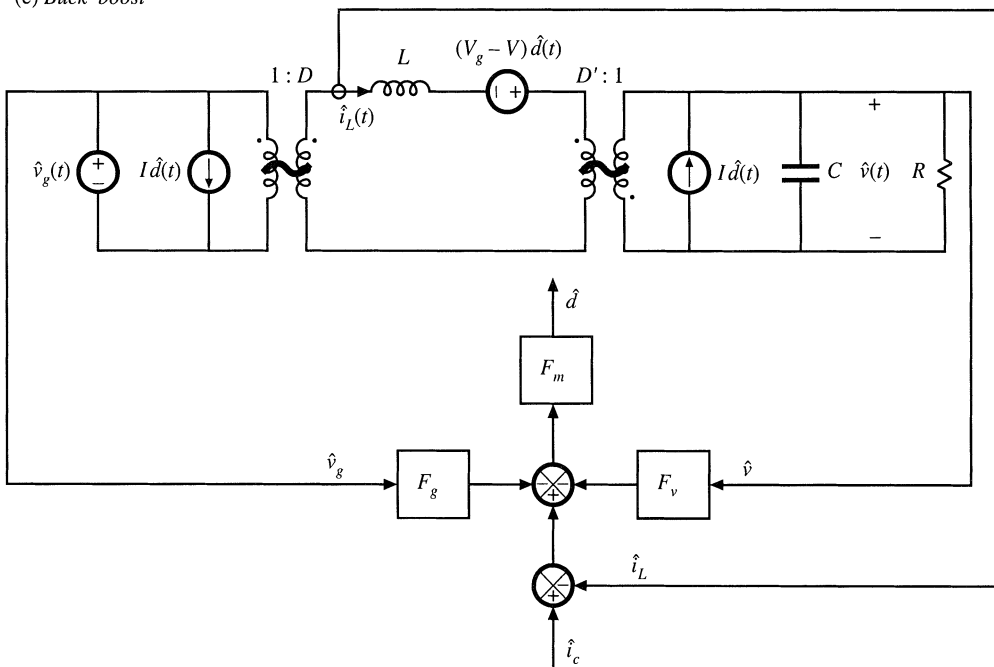 (c) Buck–boost
L
(V_g – V) d̂(t)
1 : D
D′ : 1
î_L(t)
+
v̂_g(t)
+
–
I d̂(t)
– +
I d̂(t)
C
v̂(t)
R
–
d̂
F_m
v̂_g
F_g
– –
+
F_v
v̂
î_L
–
+
î_c